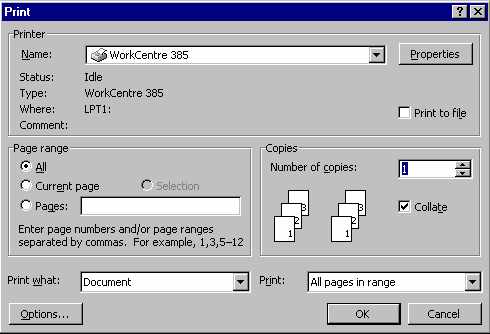 Print
Printer
Name: WorkCentre 385 Properties
Status: Idle
Type: WorkCentre 385
Where: LPT1:
Comment: Print to file
Page range
All
Current page Selection
Pages:
Enter page numbers and/or page ranges
separated by commas. For example, 1,3,5–12
Copies
Number of copies: 1
3 3
2 2
1 1
Collate
Print what: Document
Print: All pages in range
Options... OK Cancel